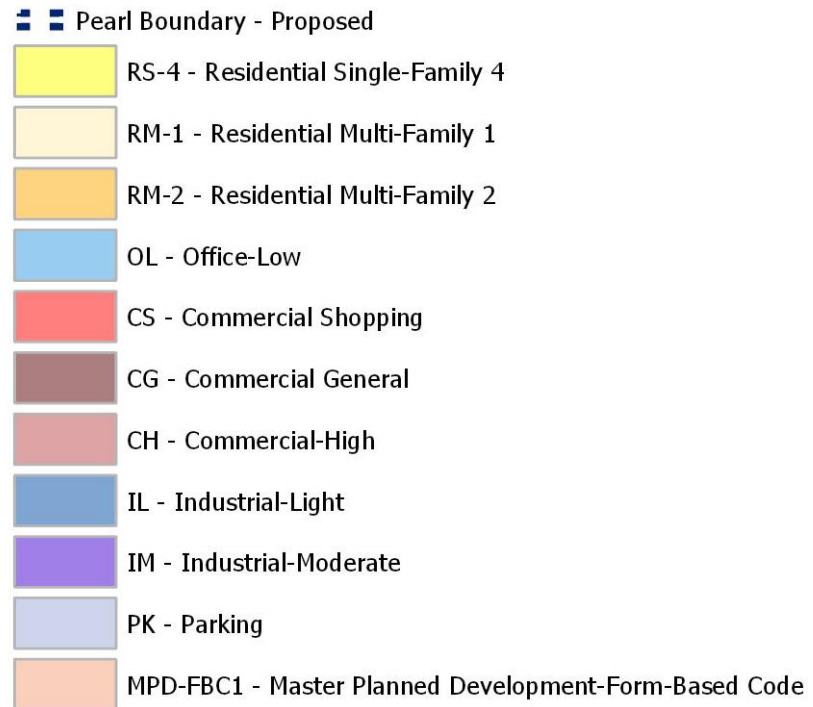 Pearl Boundary - Proposed
RS-4 - Residential Single-Family 4
RM-1 - Residential Multi-Family 1
RM-2 - Residential Multi-Family 2
OL - Office-Low
CS - Commercial Shopping
CG - Commercial General
CH - Commercial-High
IL - Industrial-Light
IM - Industrial-Moderate
PK - Parking
MPD-FBC1 - Master Planned Development-Form-Based Code